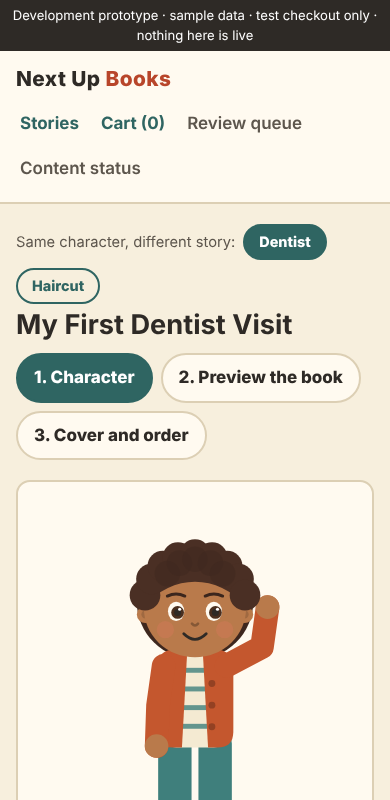 Development prototype · sample data · test checkout only ·
nothing here is live
Next Up Books
Stories Cart (0) Review queue
Content status
Same character, different story: Dentist
Haircut
My First Dentist Visit
1. Character 2. Preview the book
3. Cover and order